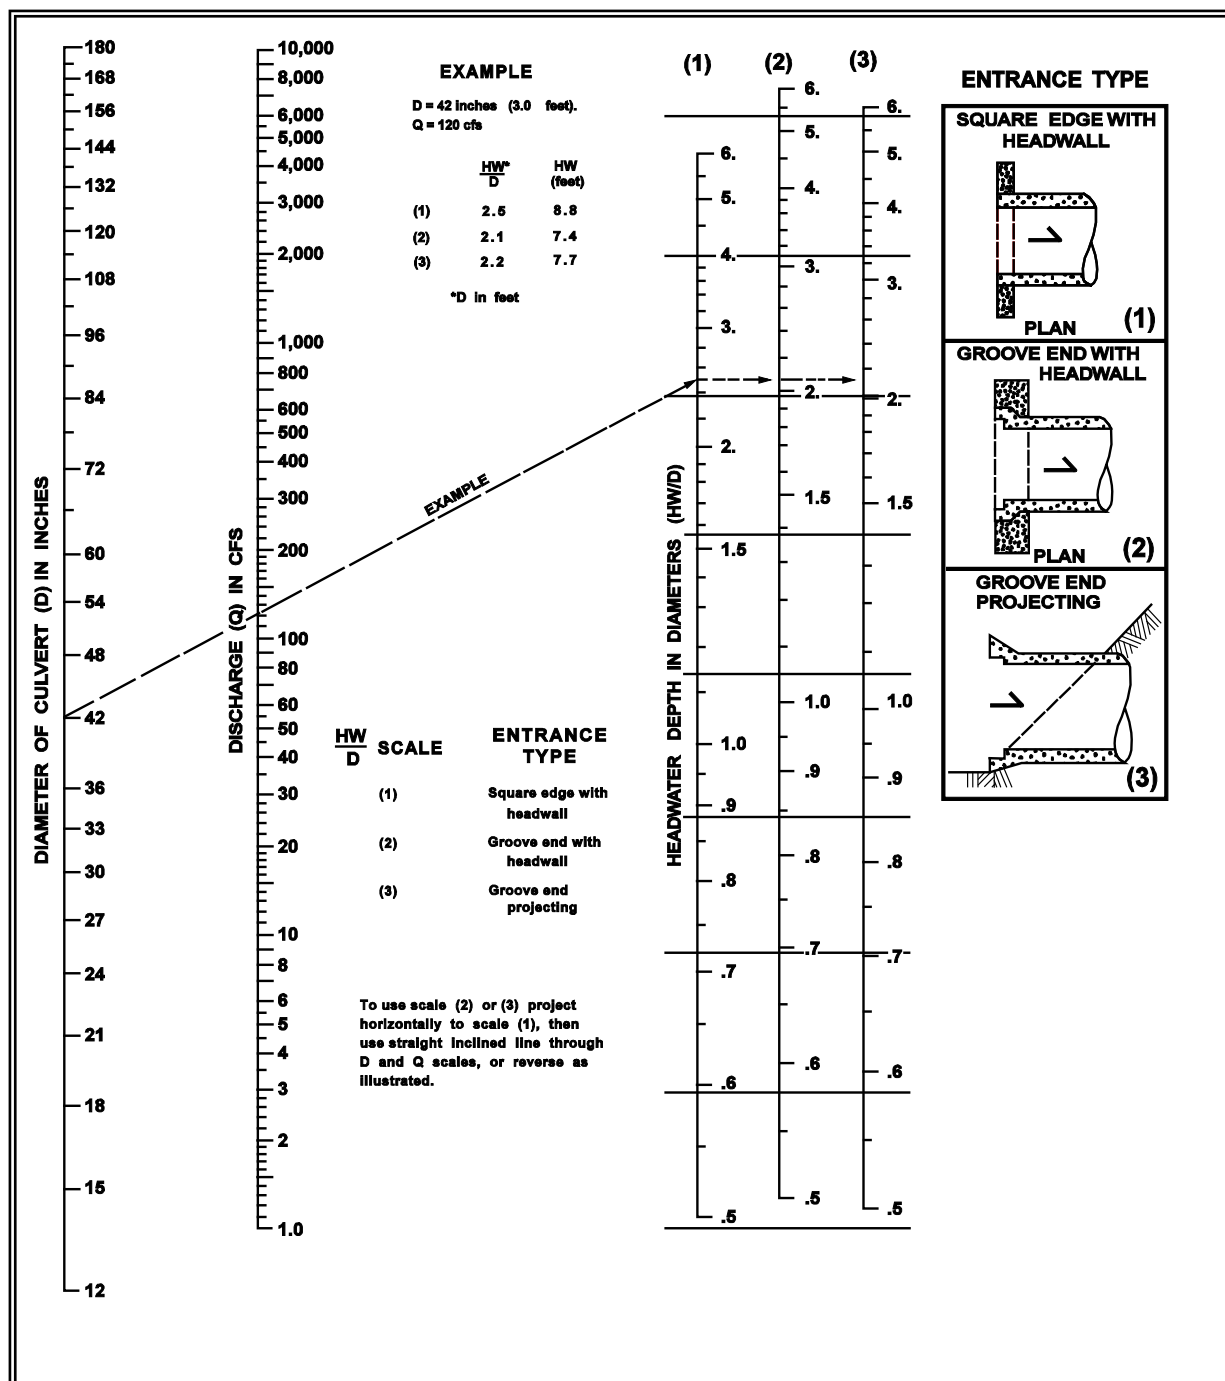 180
168
156
144
132
120
108
96
84
72
60
54
48
42
36
33
30
27
24
21
18
15
12
DIAMETER OF CULVERT (D) IN INCHES
10,000
8,000
6,000
5,000
4,000
3,000
2,000
1,000
800
600
500
400
300
200
100
80
60
50
40
30
20
10
8
6
5
4
3
2
1.0
DISCHARGE (Q) IN CFS
EXAMPLE
D = 42 inches (3.0 feet).
Q = 120 cfs
HW* HW
D (feet)
(1) 2.5 8.8
(2) 2.1 7.4
(3) 2.2 7.7
*D in feet
EXAMPLE
HW
D
SCALE
ENTRANCE
TYPE
(1) Square edge with
headwall
(2) Groove end with
headwall
(3) Groove end
projecting
To use scale (2) or (3) project
horizontally to scale (1), then
use straight inclined line through
D and Q scales, or reverse as
illustrated.
HEADWATER DEPTH IN DIAMETERS (HW/D)
(1)
6.
5.
4.
3.
2.
1.5
1.0
.9
.8
.7
.6
.5
(2)
6.
5.
4.
3.
2.
1.5
1.0
.9
.8
.7
.6
.5
(3)
6.
5.
4.
3.
2.
1.5
1.0
.9
.8
.7
.6
.5
ENTRANCE TYPE
SQUARE EDGE WITH
HEADWALL
PLAN
(1)
GROOVE END WITH
HEADWALL
PLAN
(2)
GROOVE END
PROJECTING
(3)